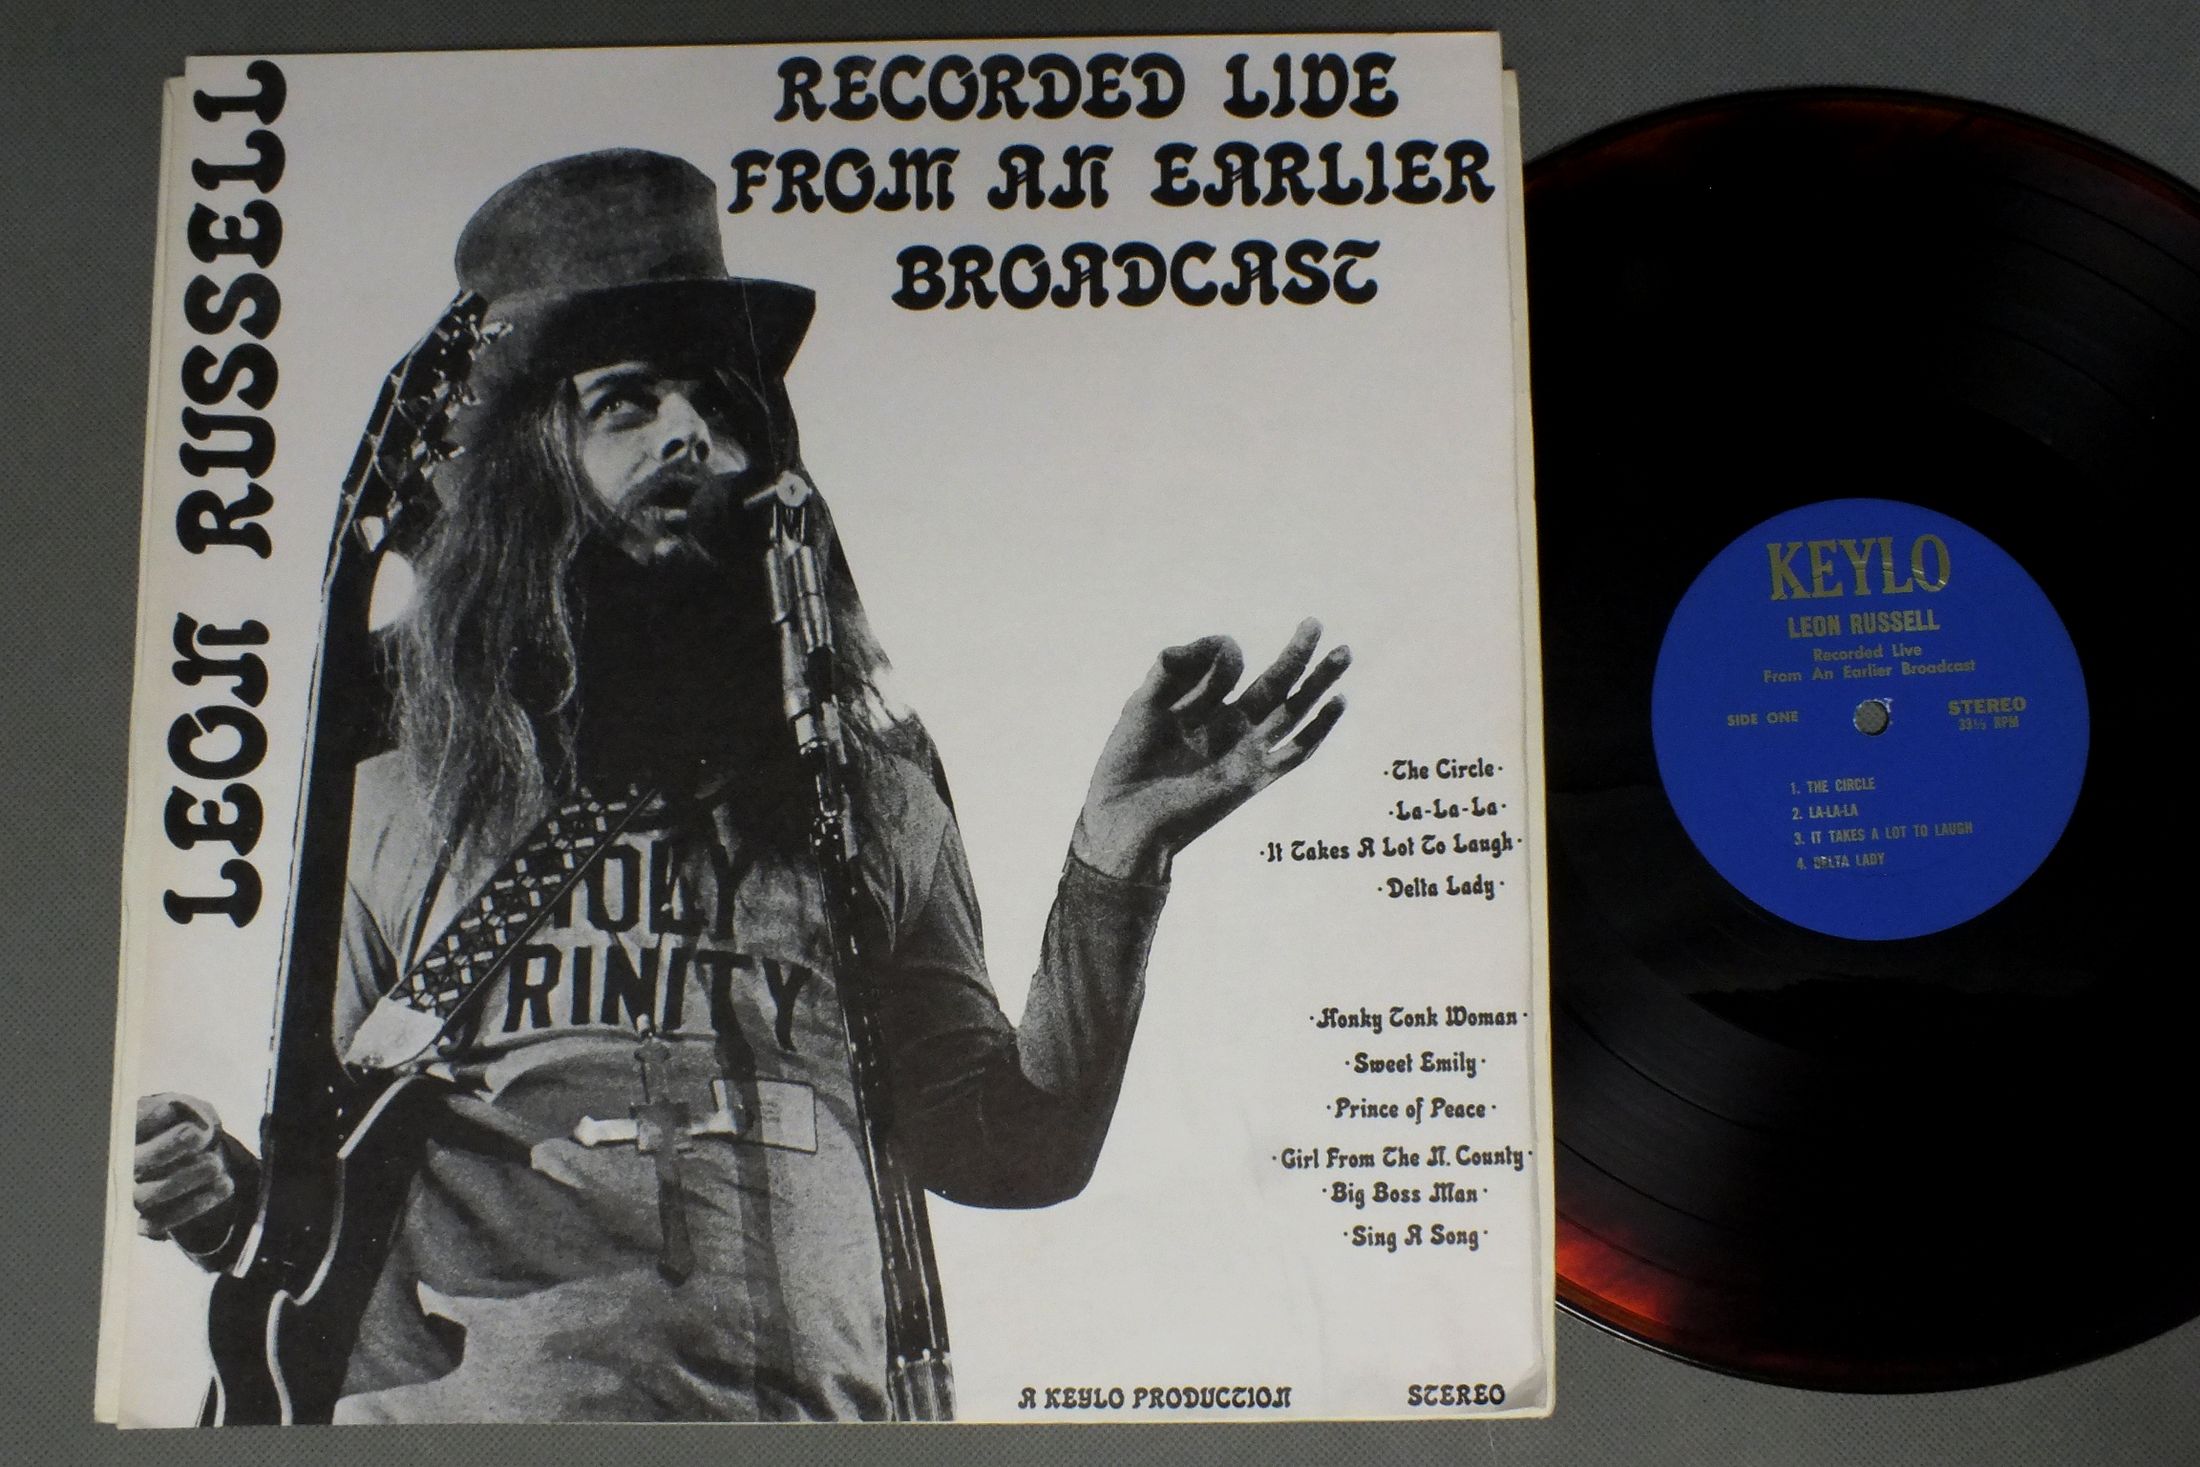 LEON RUSSELL
RECORDED LIVE
FROM AN EARLIER
BROADCAST
OLY
RINITY
·The Circle·
·La-La-La·
·It Takes A Lot To Laugh·
·Delta Lady·
·Honky Tonk Woman·
·Sweet Emily·
·Prince of Peace·
·Girl From The N. County·
·Big Boss Man·
·Sing A Song·
A KEYLO PRODUCTION
STEREO
KEYLO
LEON RUSSELL
Recorded Live
From An Earlier Broadcast
SIDE ONE
STEREO
33⅓ RPM
1. THE CIRCLE
2. LA-LA-LA
3. IT TAKES A LOT TO LAUGH
4. DELTA LADY